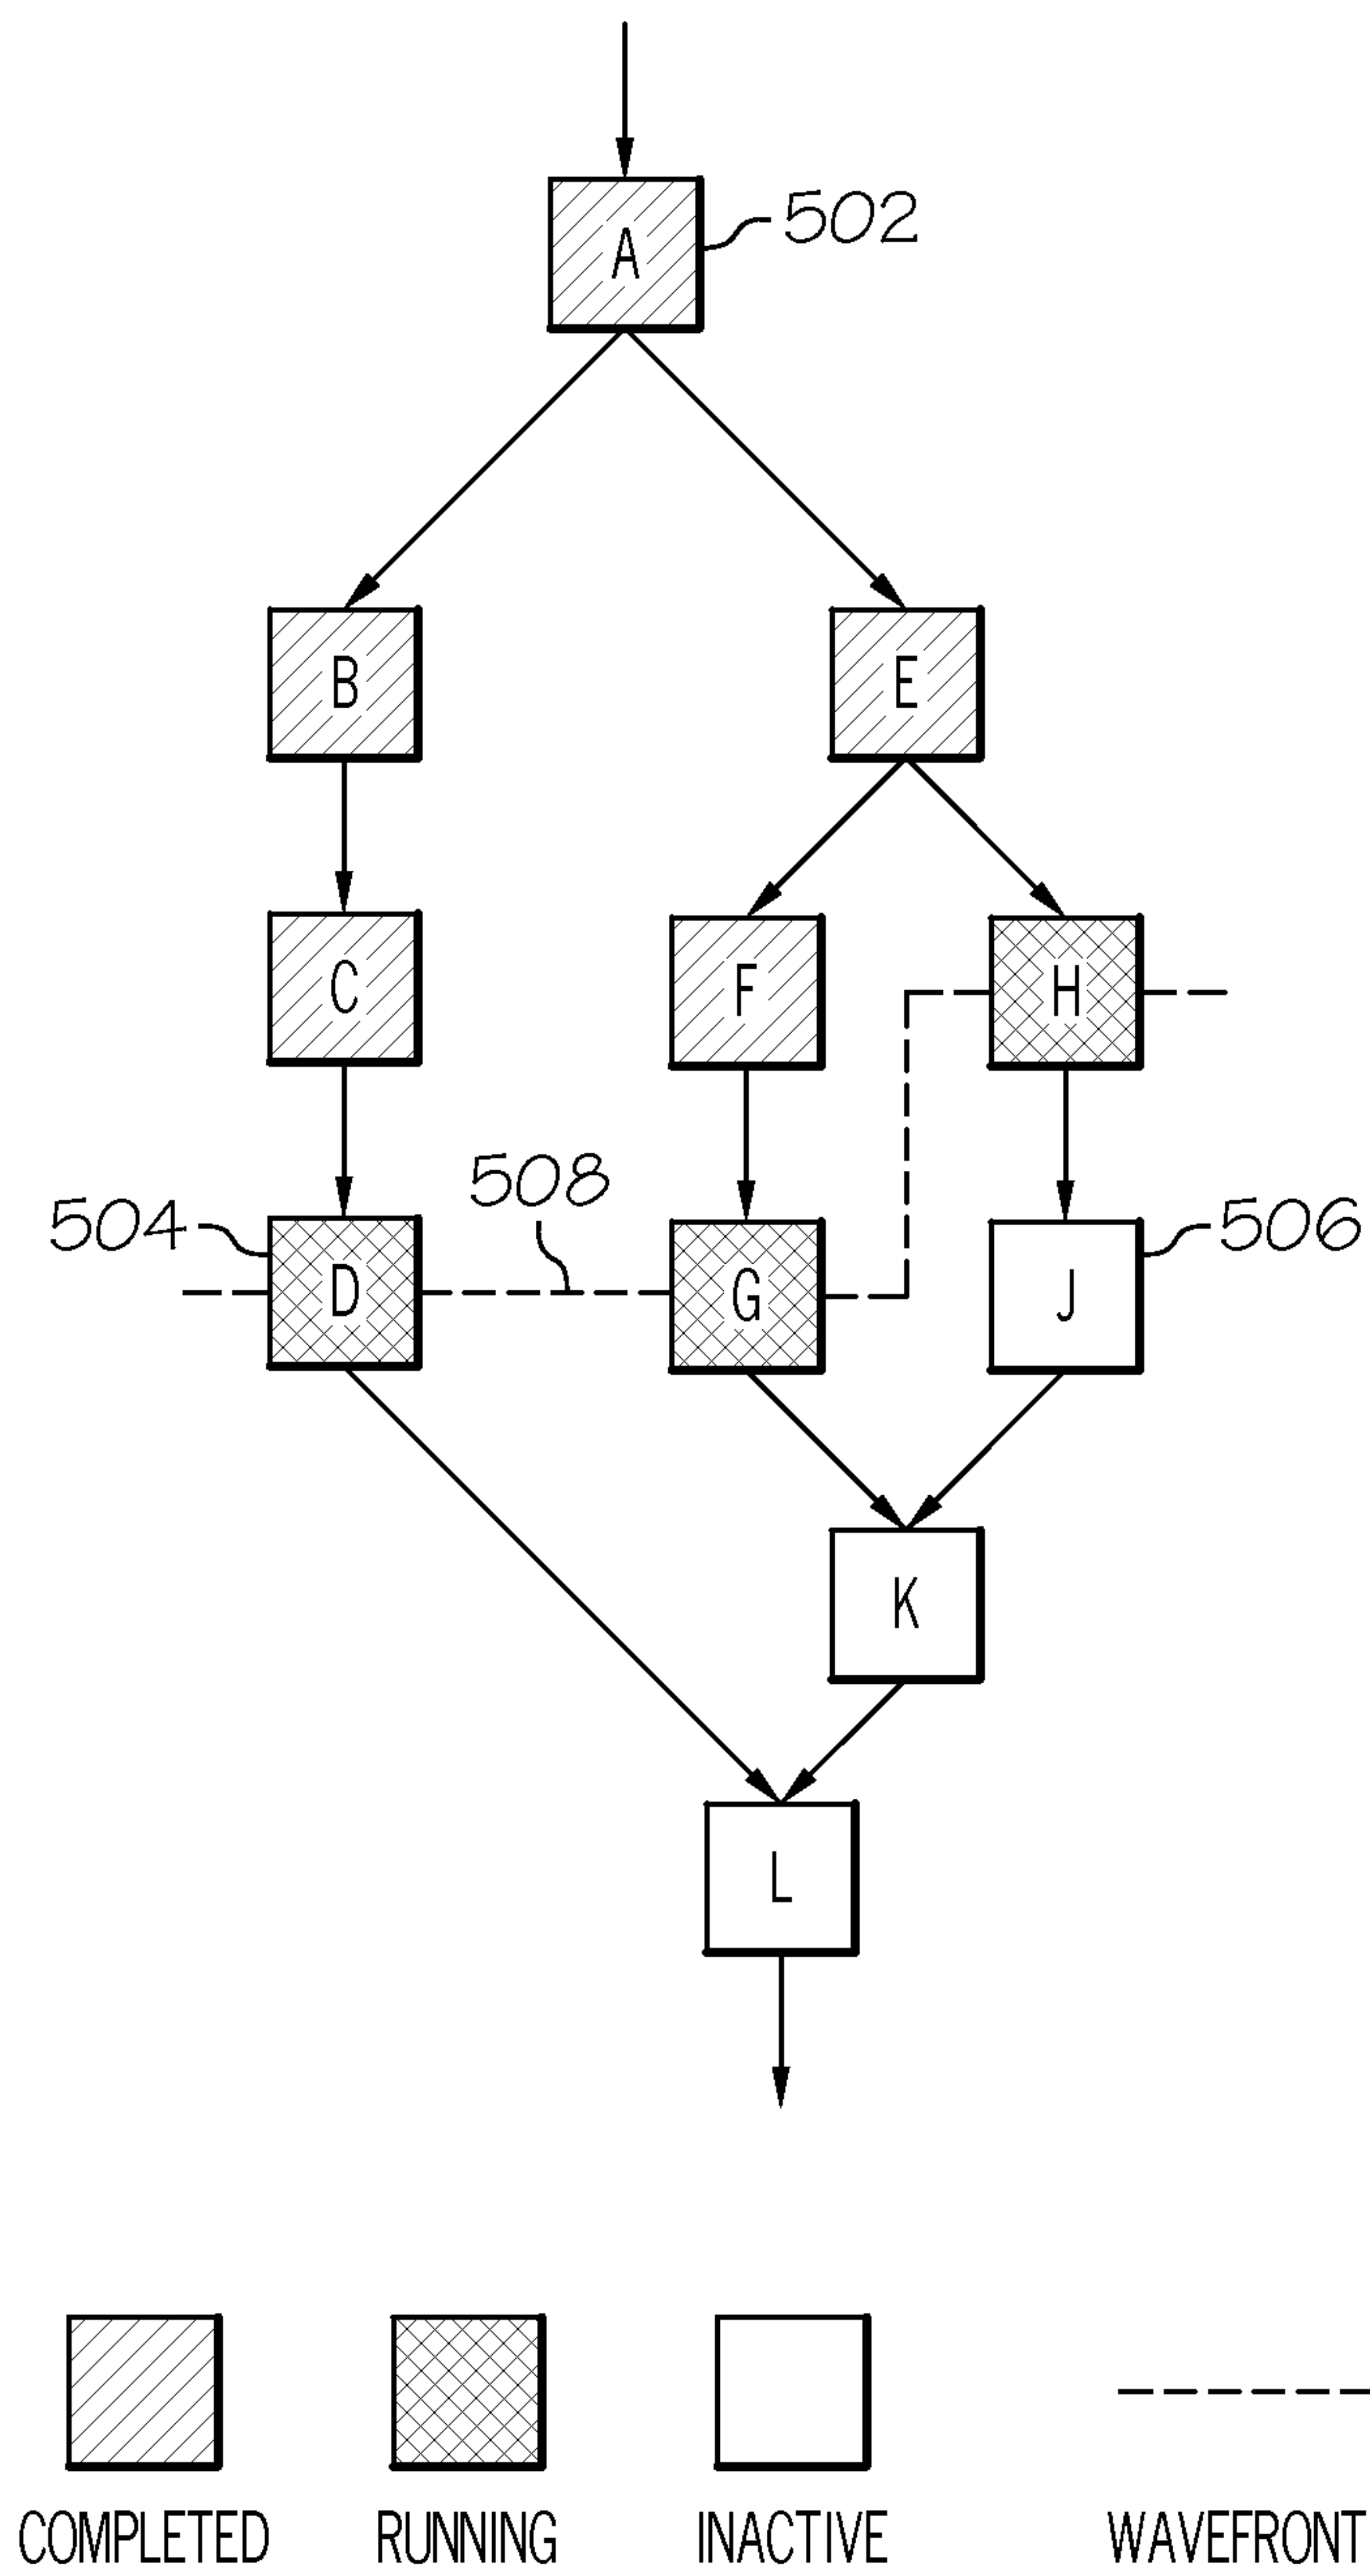 A
502
B
E
C
F
H
504
508
D
G
J
506
K
L
COMPLETED
RUNNING
INACTIVE
WAVEFRONT